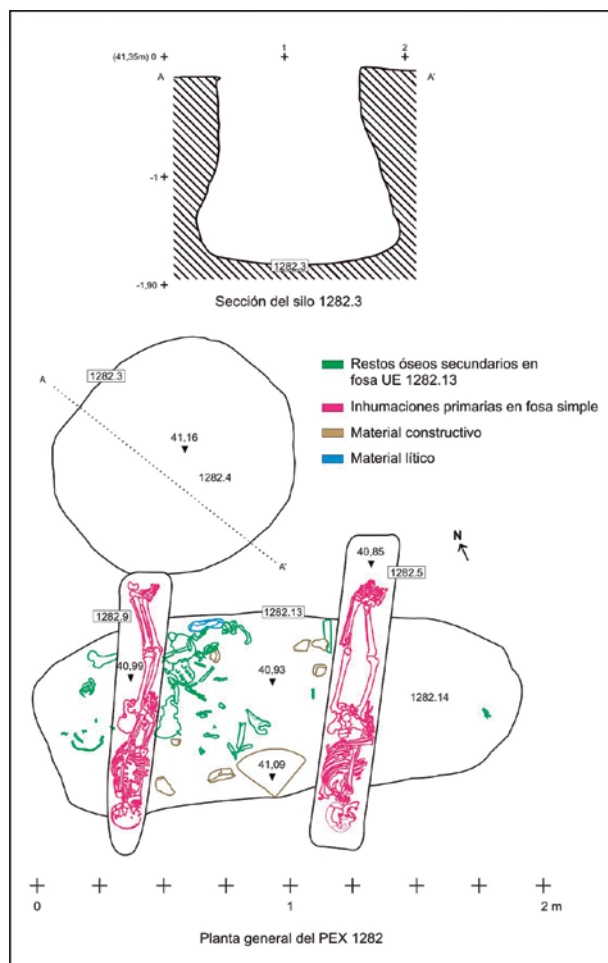 1
2
(41,35m) 0
A
A'
-1
1282.3
-1,90
Sección del silo 1282.3
1282.3
A
41,16
1282.4
A'
Restos óseos secundarios en
fosa UE 1282.13
Inhumaciones primarias en fosa simple
Material constructivo
Material lítico
N
40,85
1282.5
1282.9
1282.13
40,99
40,93
1282.14
41,09
0
1
2 m
Planta general del PEX 1282